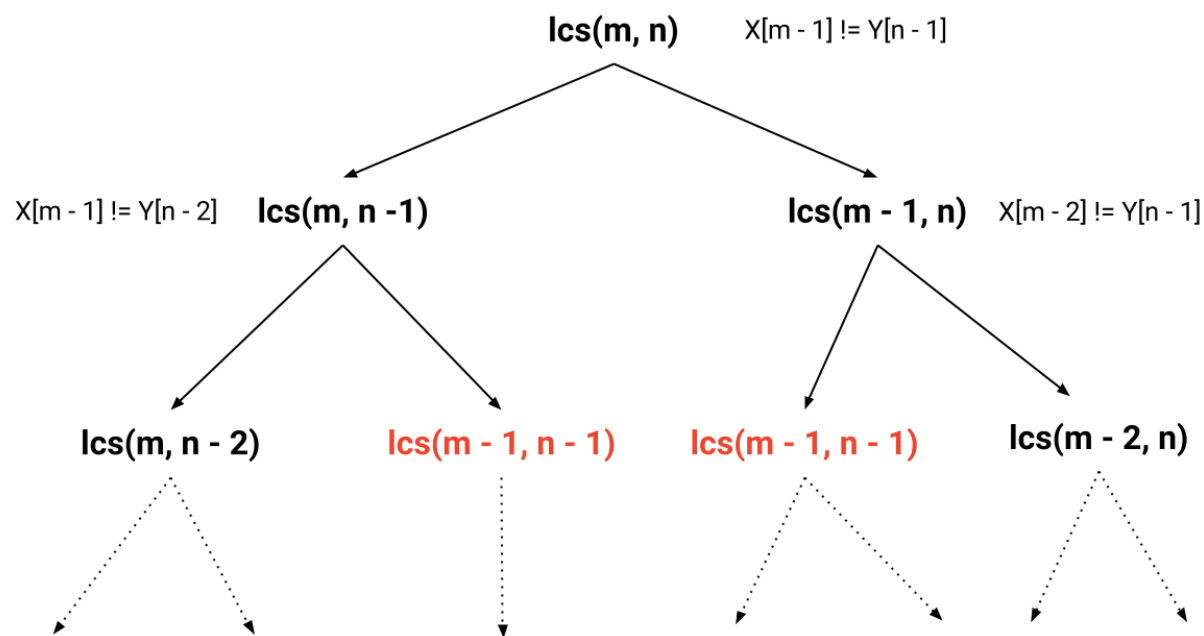 lcs(m, n) X[m - 1] != Y[n - 1]
X[m - 1] != Y[n - 2] lcs(m, n -1) lcs(m - 1, n) X[m - 2] != Y[n - 1]
lcs(m, n - 2) lcs(m - 1, n - 1) lcs(m - 1, n - 1) lcs(m - 2, n)